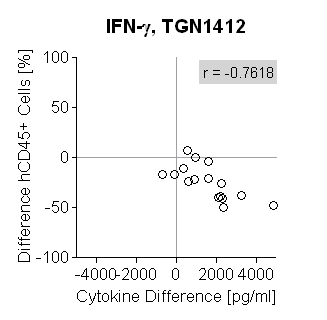 IFN-γ, TGN1412
r = -0.7618
Difference hCD45+ Cells [%]
100
50
0
-50
-100
-4000 -2000 0 2000 4000
Cytokine Difference [pg/ml]